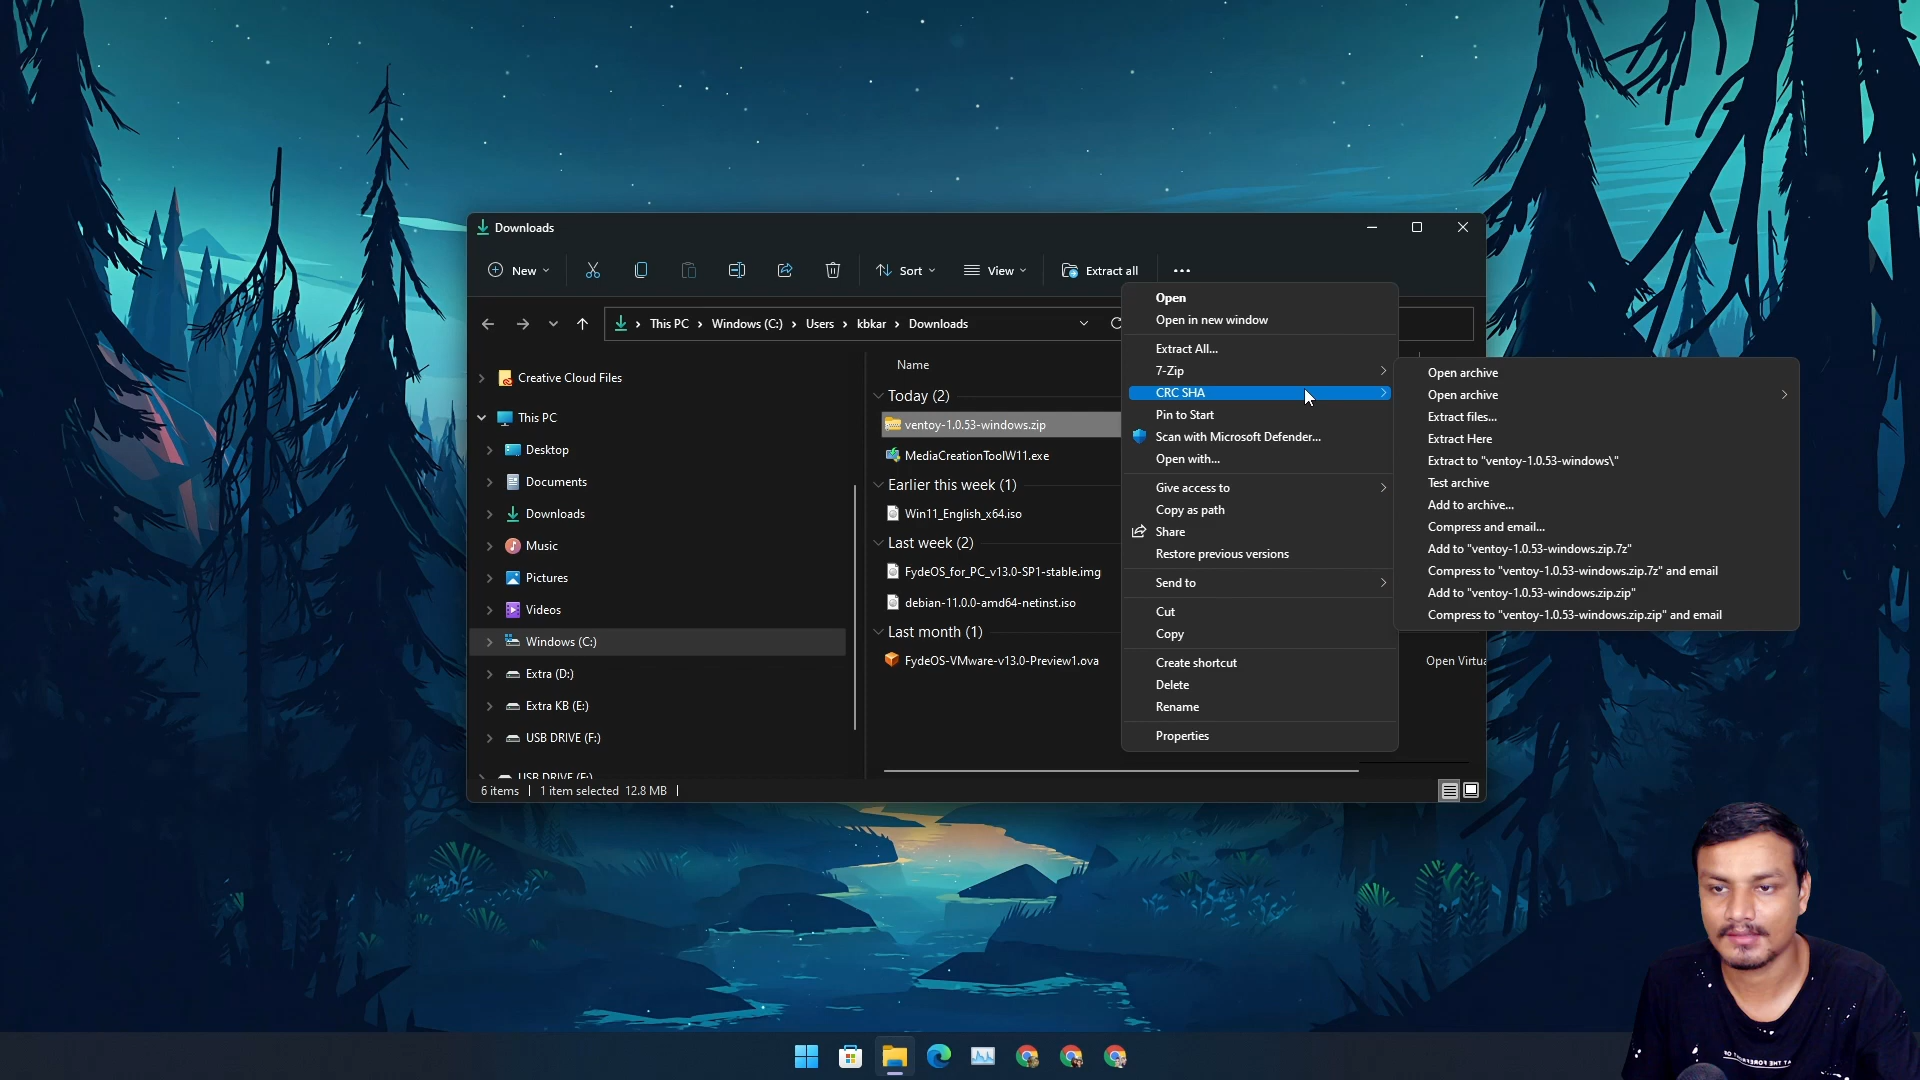 Downloads
New
Sort
View
Extract all
This PC
Windows (C:)
Users
kbkar
Downloads
Creative Cloud Files
This PC
Desktop
Documents
Downloads
Music
Pictures
Videos
Windows (C:)
Extra (D:)
Extra KB (E:)
USB DRIVE (F:)
USB DRIVE (F:)
Name
Today (2)
ventoy-1.0.53-windows.zip
MediaCreationToolW11.exe
Earlier this week (1)
Win11_English_x64.iso
Last week (2)
FydeOS_for_PC_v13.0-SP1-stable.img
debian-11.0.0-amd64-netinst.iso
Last month (1)
FydeOS-VMware-v13.0-Preview1.ova
Open Virtua
6 items
1 item selected 12.8 MB
Open
Open in new window
Extract All...
7-Zip
CRC SHA
Pin to Start
Scan with Microsoft Defender...
Open with...
Give access to
Copy as path
Share
Restore previous versions
Send to
Cut
Copy
Create shortcut
Delete
Rename
Properties
Open archive
Open archive
Extract files...
Extract Here
Extract to "ventoy-1.0.53-windows\"
Test archive
Add to archive...
Compress and email...
Add to "ventoy-1.0.53-windows.zip.7z"
Compress to "ventoy-1.0.53-windows.zip.7z" and email
Add to "ventoy-1.0.53-windows.zip.zip"
Compress to "ventoy-1.0.53-windows.zip.zip" and email